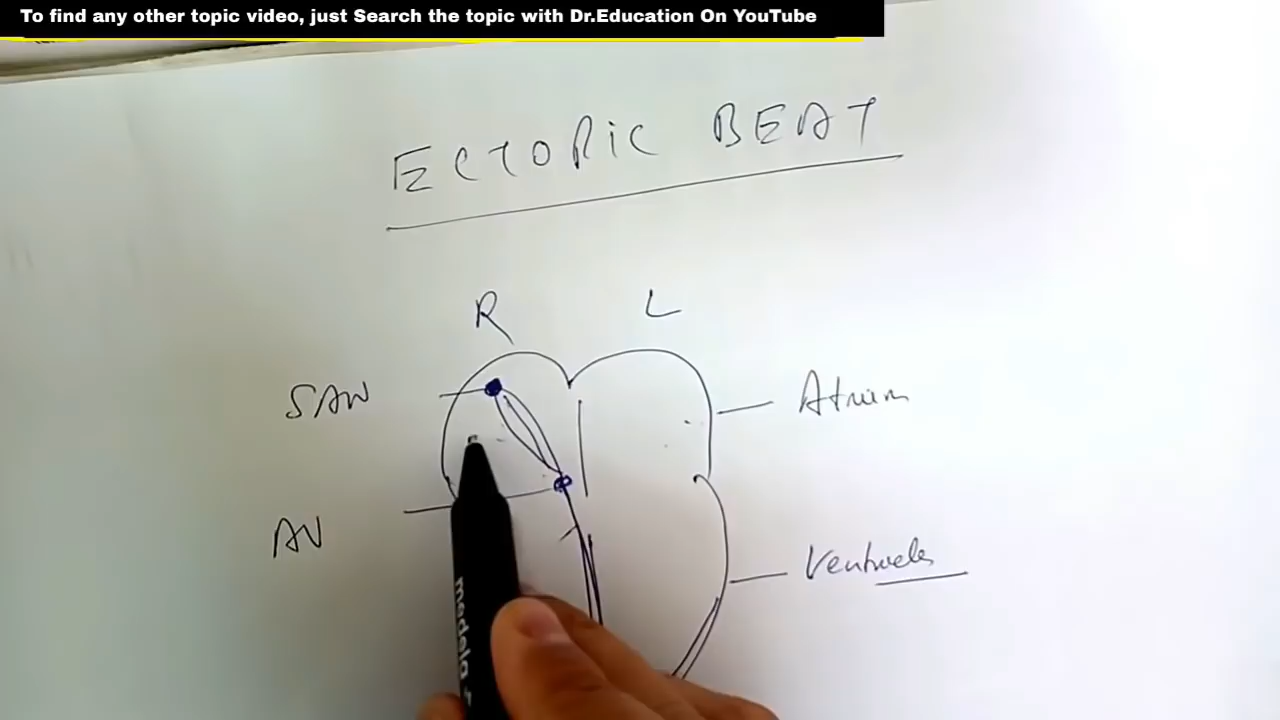 To find any other topic video, just Search the topic with Dr.Education On YouTube
ECTOPIC BEAT
R L
SAN
Atrium
AV
Ventricles
medela